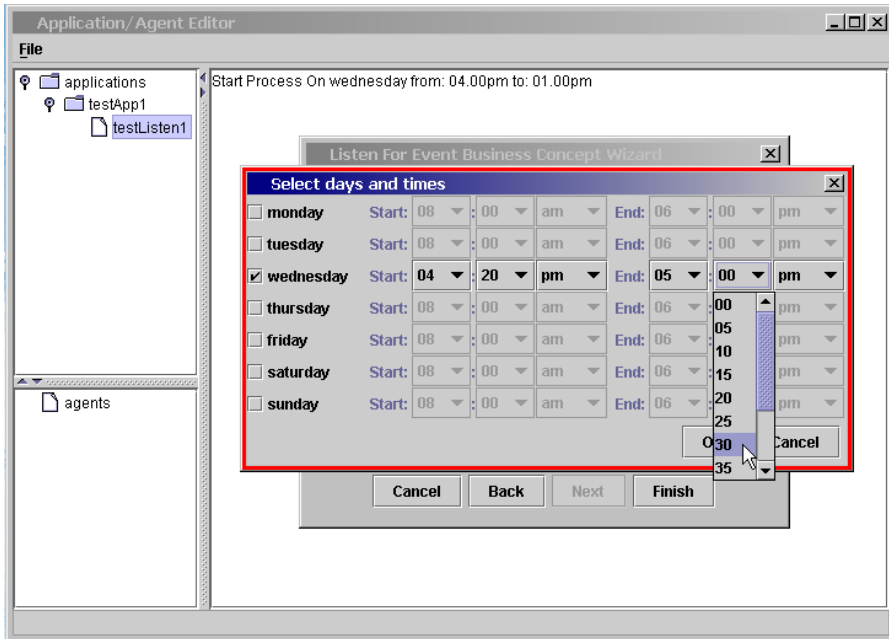 Application/Agent Editor
File
applications
testApp1
testListen1
agents
Start Process On wednesday from: 04.00pm to: 01.00pm
Listen For Event Business Concept Wizard
Select days and times
monday Start: 08 : 00 am End: 06 : 00 pm
tuesday Start: 08 : 00 am End: 06 : 00 pm
wednesday Start: 04 : 20 pm End: 05 : 00 pm
thursday Start: 08 : 00 am End: 06 : pm
friday Start: 08 : 00 am End: 06 : pm
saturday Start: 08 : 00 am End: 06 : pm
sunday Start: 08 : 00 am End: 06 : pm
00
05
10
15
20
25
30
35
Cancel
Cancel Back Next Finish